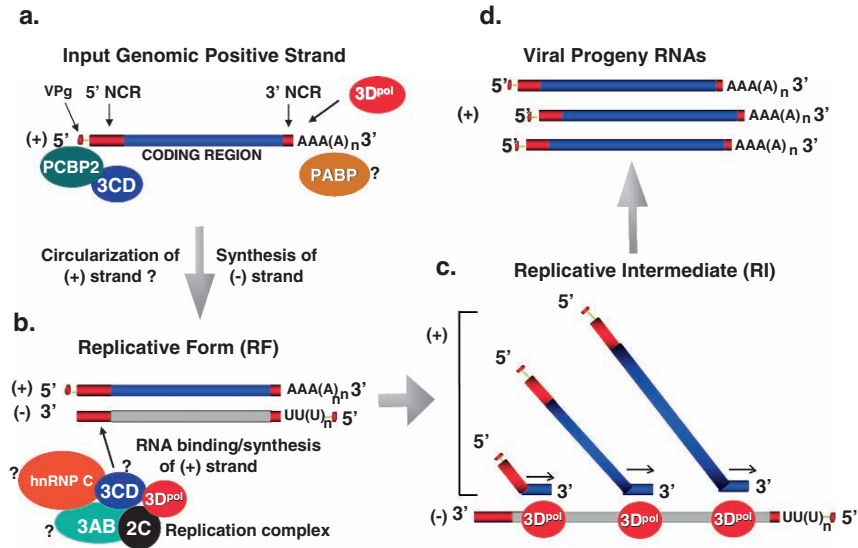 a.
Input Genomic Positive Strand
VPg
5’ NCR
3’ NCR
3Dpol
(+) 5’
AAA(A)n3’
CODING REGION
PCBP2
3CD
PABP
?
Circularization of
(+) strand ?
Synthesis of
(-) strand
b.
Replicative Form (RF)
(+) 5’
AAA(A)nn3’
(-) 3’
UU(U)n 5’
RNA binding/synthesis
of (+) strand
?
hnRNP C
?
3CD
3Dpol
?
3AB
2C
Replication complex
c.
Replicative Intermediate (RI)
(+)
5’
5’
5’
3’
3’
3’
(-) 3’
3Dpol
3Dpol
3Dpol
UU(U)n 5’
d.
Viral Progeny RNAs
5’
AAA(A)n 3’
(+)
5’
AAA(A)n 3’
5’
AAA(A)n 3’